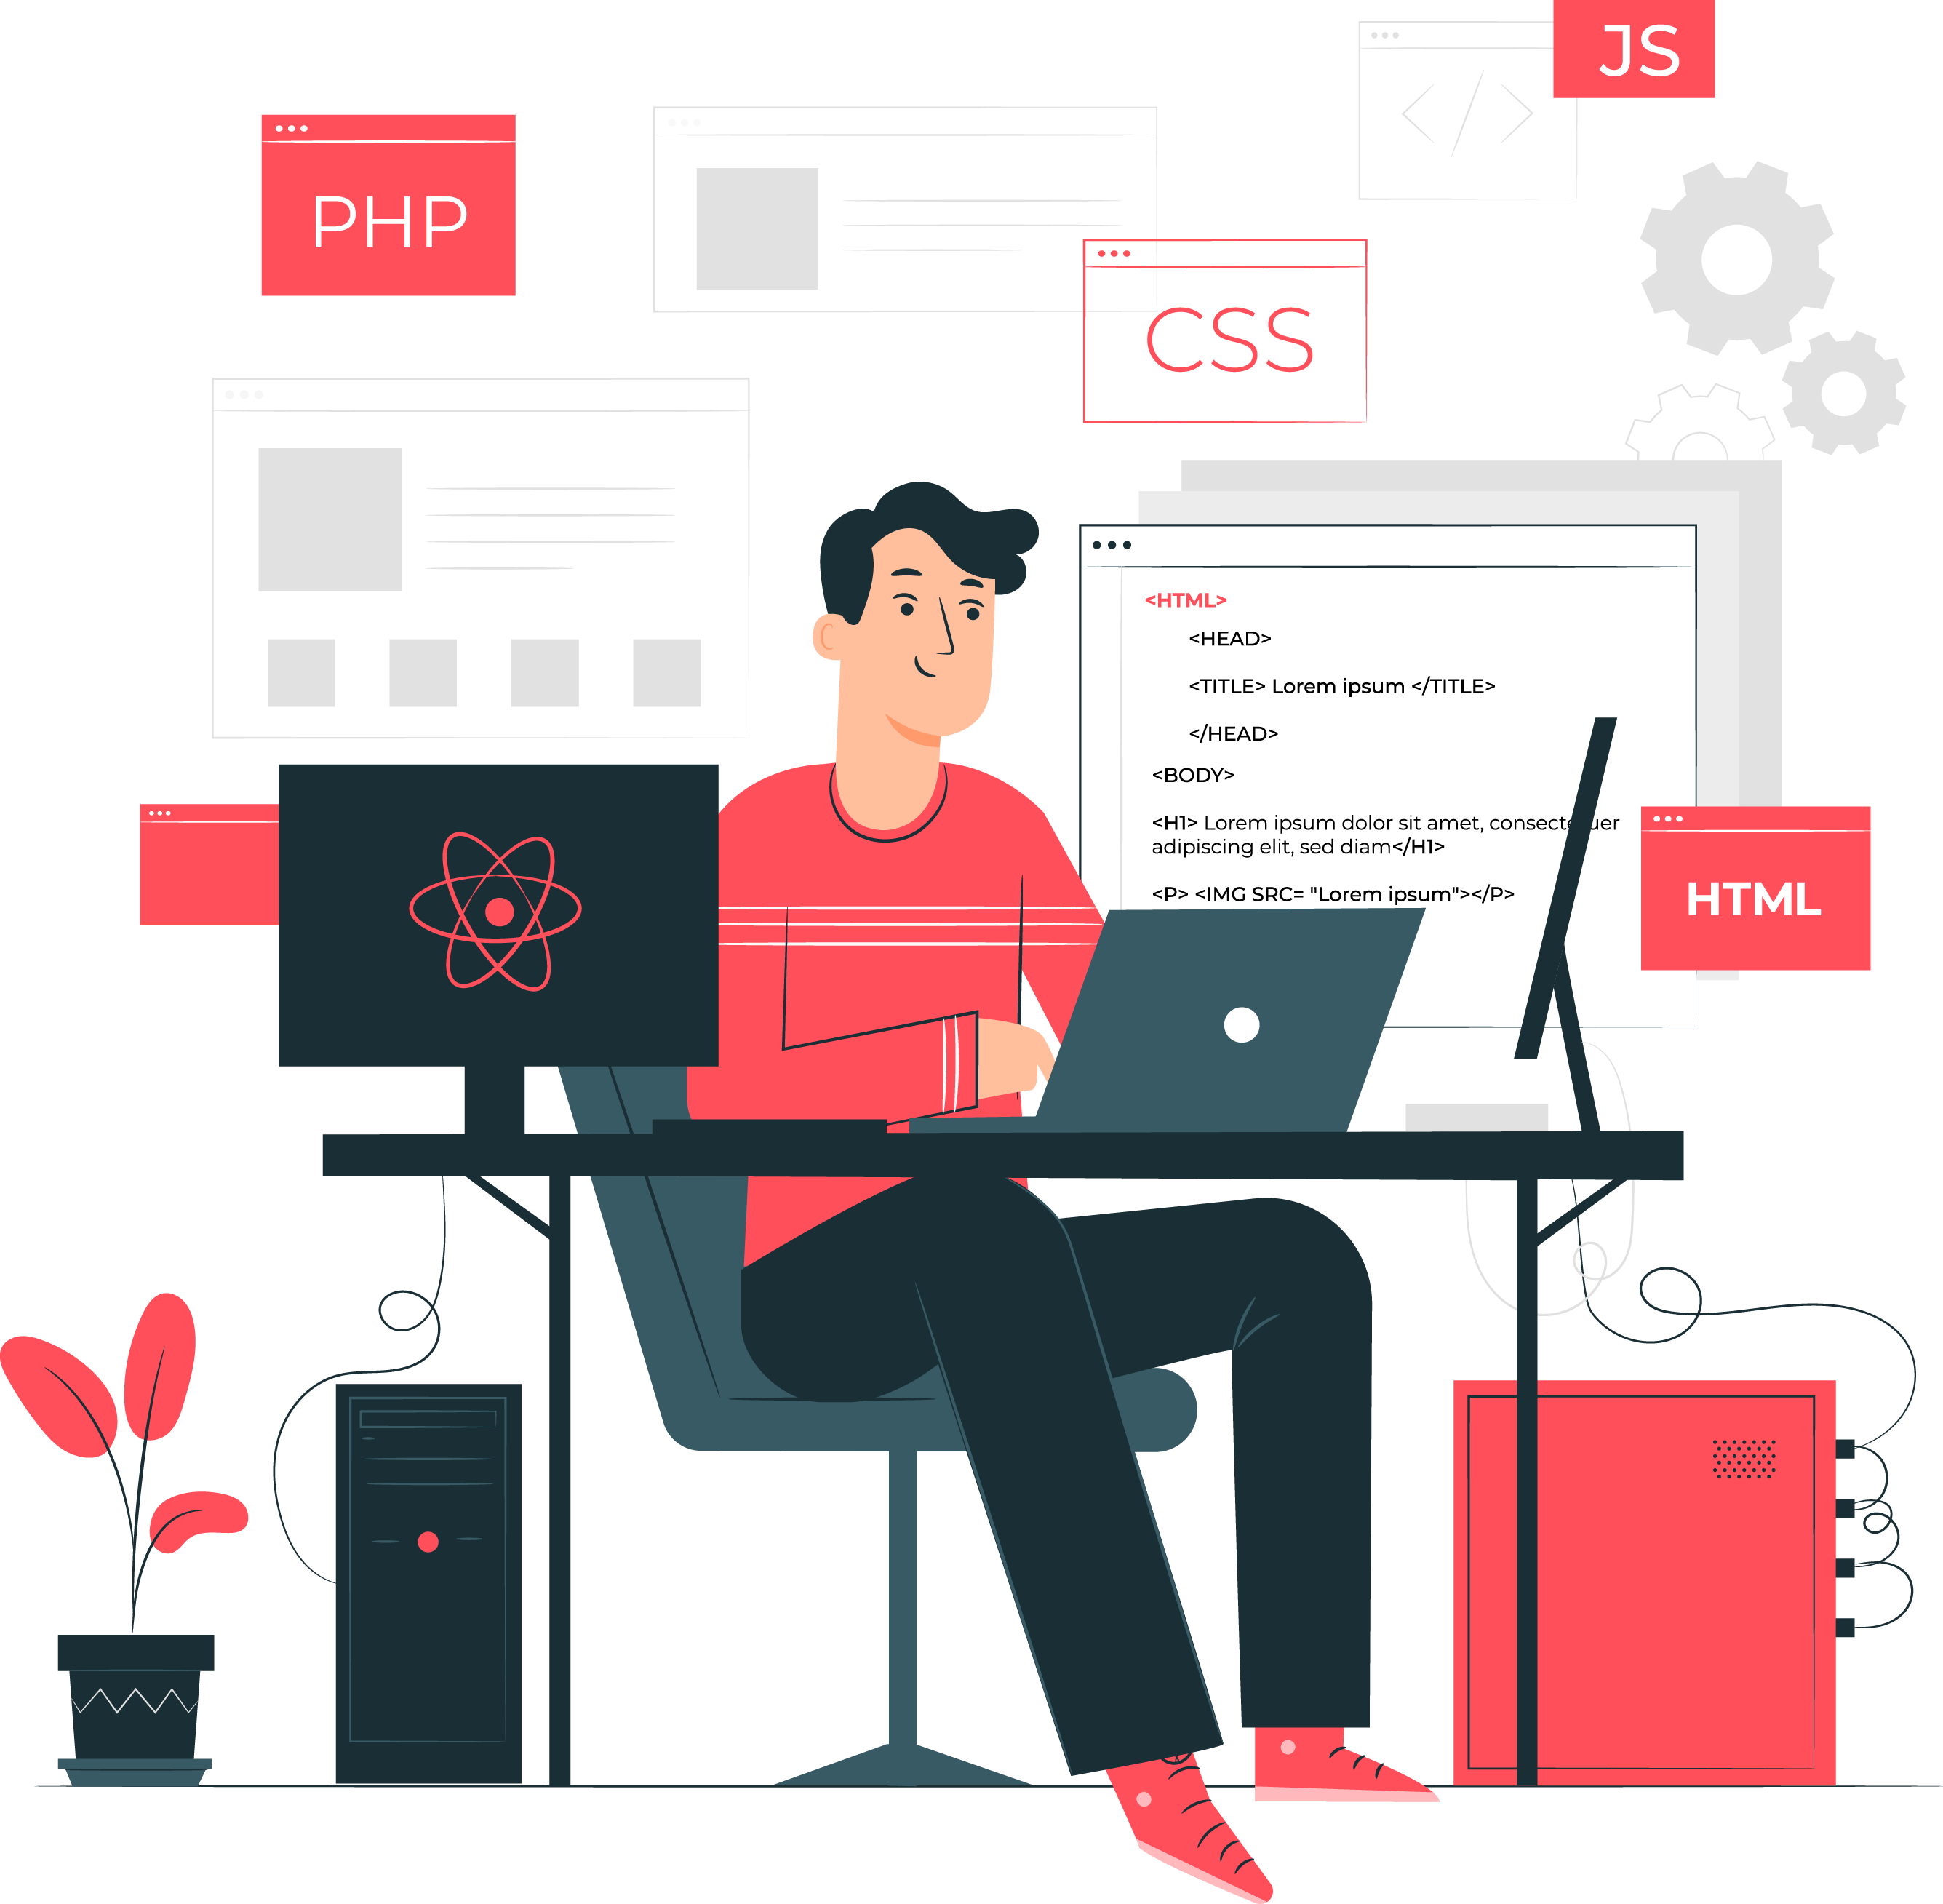 JS
PHP
CSS
<HTML>
<HEAD>
<TITLE> Lorem ipsum </TITLE>
</HEAD>
<BODY>
<H1> Lorem ipsum dolor sit amet,
adipiscing elit, sed diam</H1>
<P> <IMG SRC= "Lorem ipsum"></P>
HTML